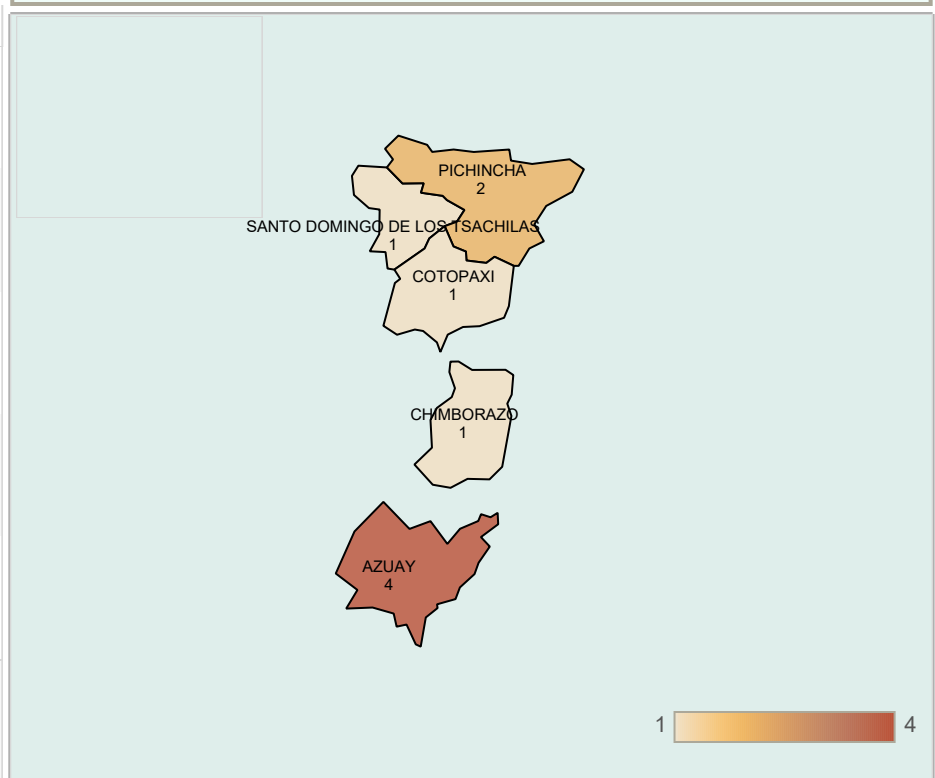 PICHINCHA
2
SANTO DOMINGO DE LOS TSACHILAS
1
COTOPAXI
1
CHIMBORAZO
1
AZUAY
4
1
4